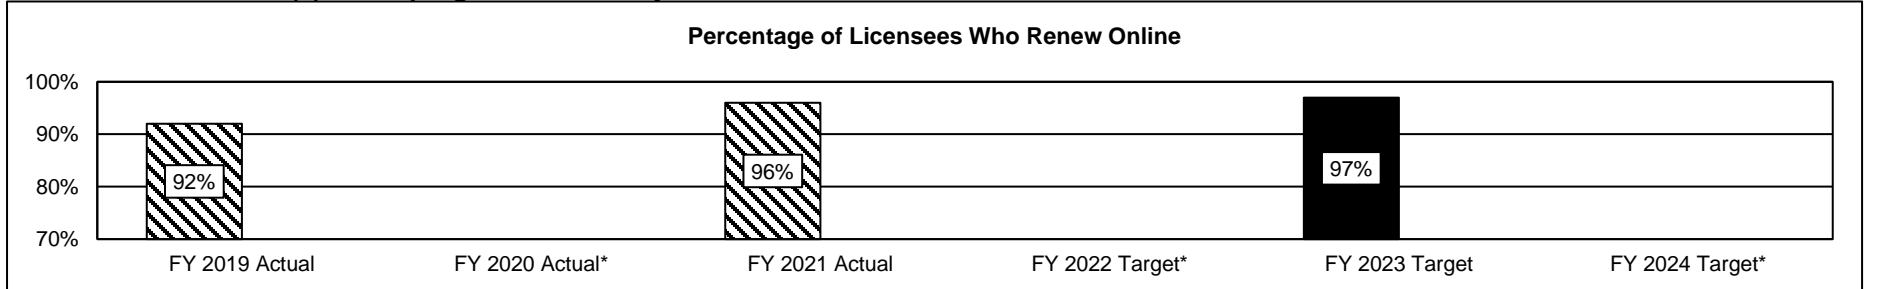 Percentage of Licensees Who Renew Online
100%
90%
80%
70%
92%
96%
97%
FY 2019 Actual
FY 2020 Actual*
FY 2021 Actual
FY 2022 Target*
FY 2023 Target
FY 2024 Target*